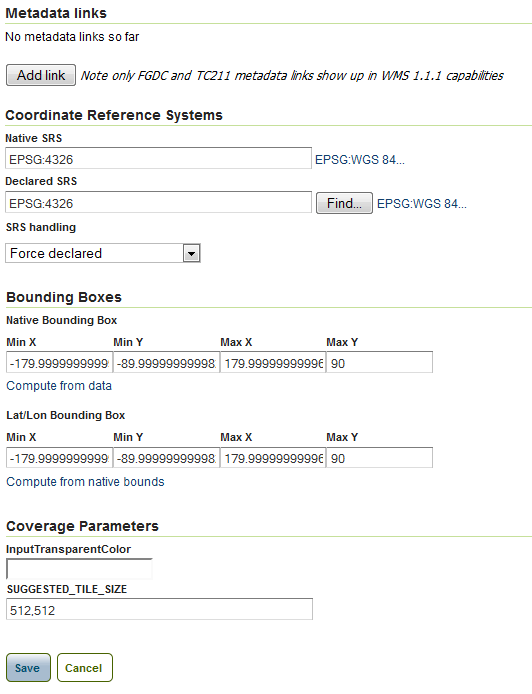 Metadata links
No metadata links so far
Add link Note only FGDC and TC211 metadata links show up in WMS 1.1.1 capabilities
Coordinate Reference Systems
Native SRS
EPSG:4326 EPSG:WGS 84...
Declared SRS
EPSG:4326 Find... EPSG:WGS 84...
SRS handling
Force declared
Bounding Boxes
Native Bounding Box
Min X Min Y Max X Max Y
-179.9999999999 -89.99999999998 179.99999999996 90
Compute from data
Lat/Lon Bounding Box
Min X Min Y Max X Max Y
-179.9999999999 -89.99999999998 179.99999999996 90
Compute from native bounds
Coverage Parameters
InputTransparentColor
SUGGESTED_TILE_SIZE
512,512
Save Cancel